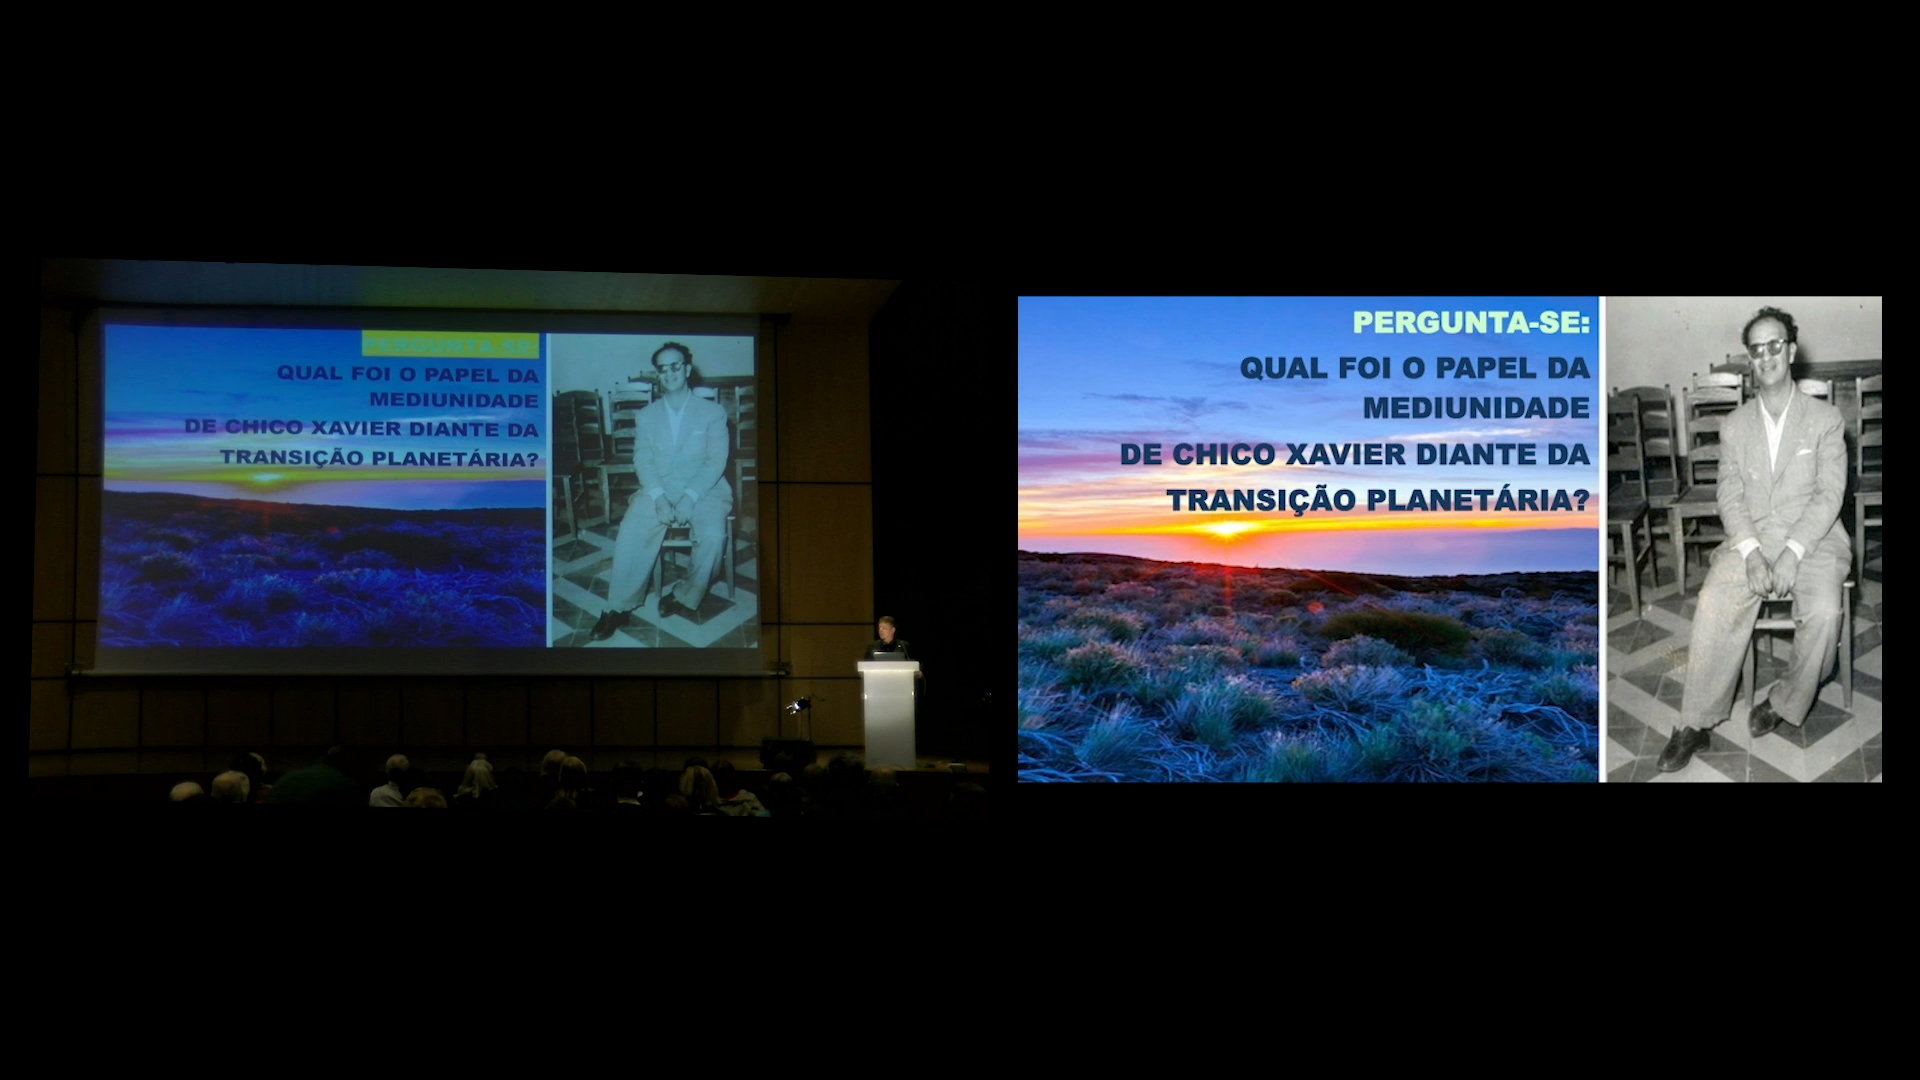 PERGUNTA-SE:
QUAL FOI O PAPEL DA
MEDIUNIDADE
DE CHICO XAVIER DIANTE DA
TRANSIÇÃO PLANETÁRIA?
PERGUNTA-SE:
QUAL FOI O PAPEL DA
MEDIUNIDADE
DE CHICO XAVIER DIANTE DA
TRANSIÇÃO PLANETÁRIA?